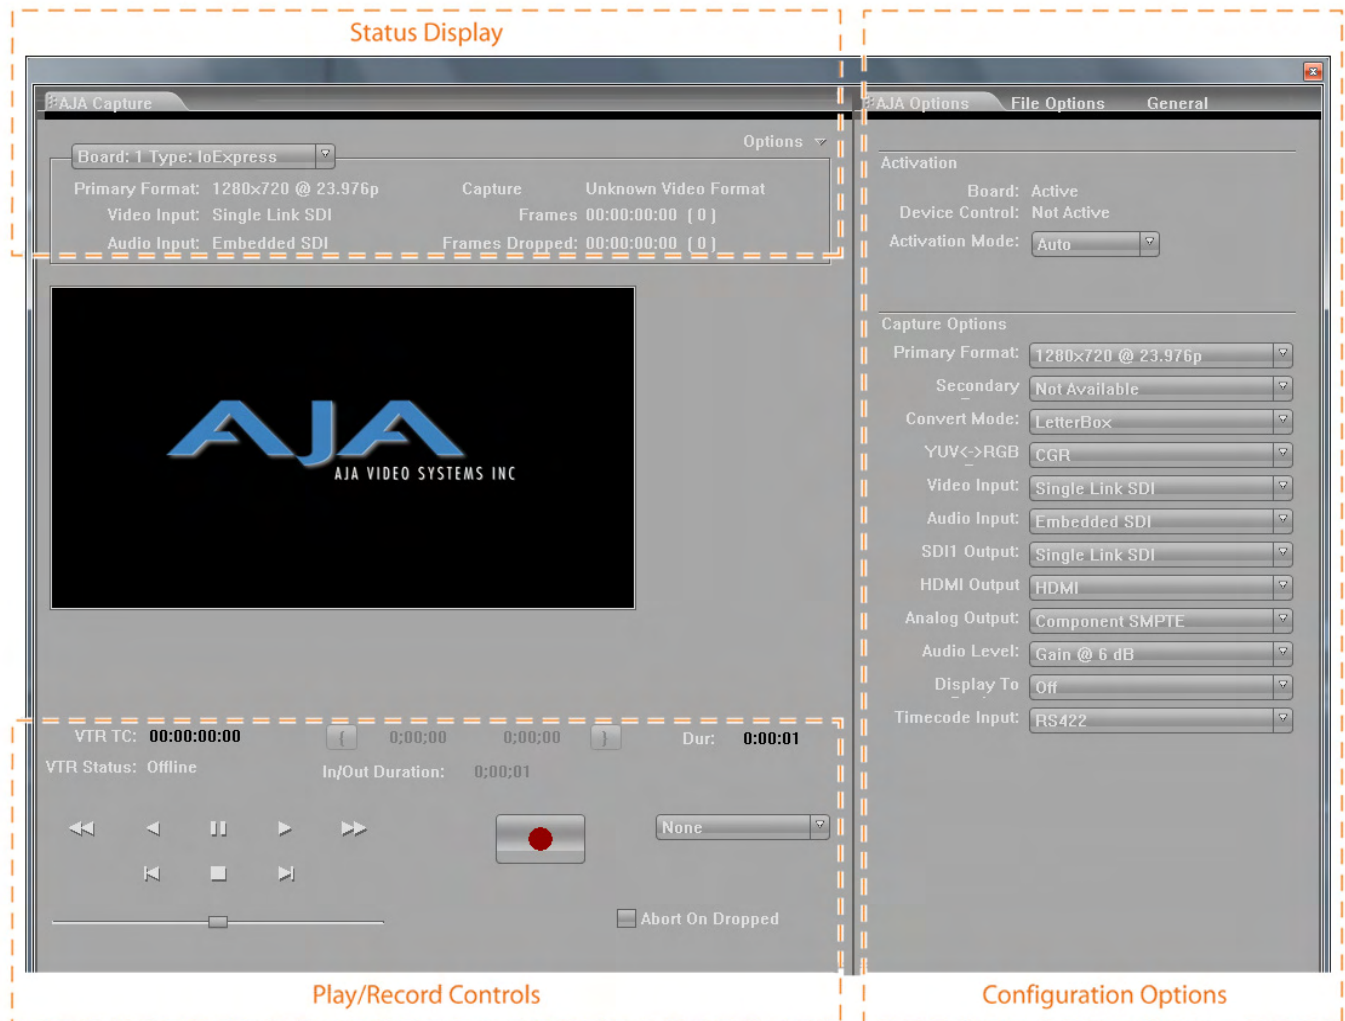 Status Display
AJA Capture
AJA Options File Options General
Options
Board: 1 Type: IoExpress
Primary Format: 1280x720 @ 23.976p Capture Unknown Video Format
Video Input: Single Link SDI Frames 00:00:00:00 [ 0 ]
Audio Input: Embedded SDI Frames Dropped: 00:00:00:00 [ 0 ]
AJA
AJA VIDEO SYSTEMS INC
VTR TC: 00:00:00:00 { 0;00;00 0;00;00 } Dur: 0:00:01
VTR Status: Offline In/Out Duration: 0;00;01
None
Abort On Dropped
Play/Record Controls
Activation
Board: Active
Device Control: Not Active
Activation Mode: Auto
Capture Options
Primary Format: 1280x720 @ 23.976p
Secondary Not Available
Convert Mode: LetterBox
YUV<->RGB CGR
Video Input: Single Link SDI
Audio Input: Embedded SDI
SDI1 Output: Single Link SDI
HDMI Output HDMI
Analog Output: Component SMPTE
Audio Level: Gain @ 6 dB
Display To Off
Timecode Input: RS422
Configuration Options